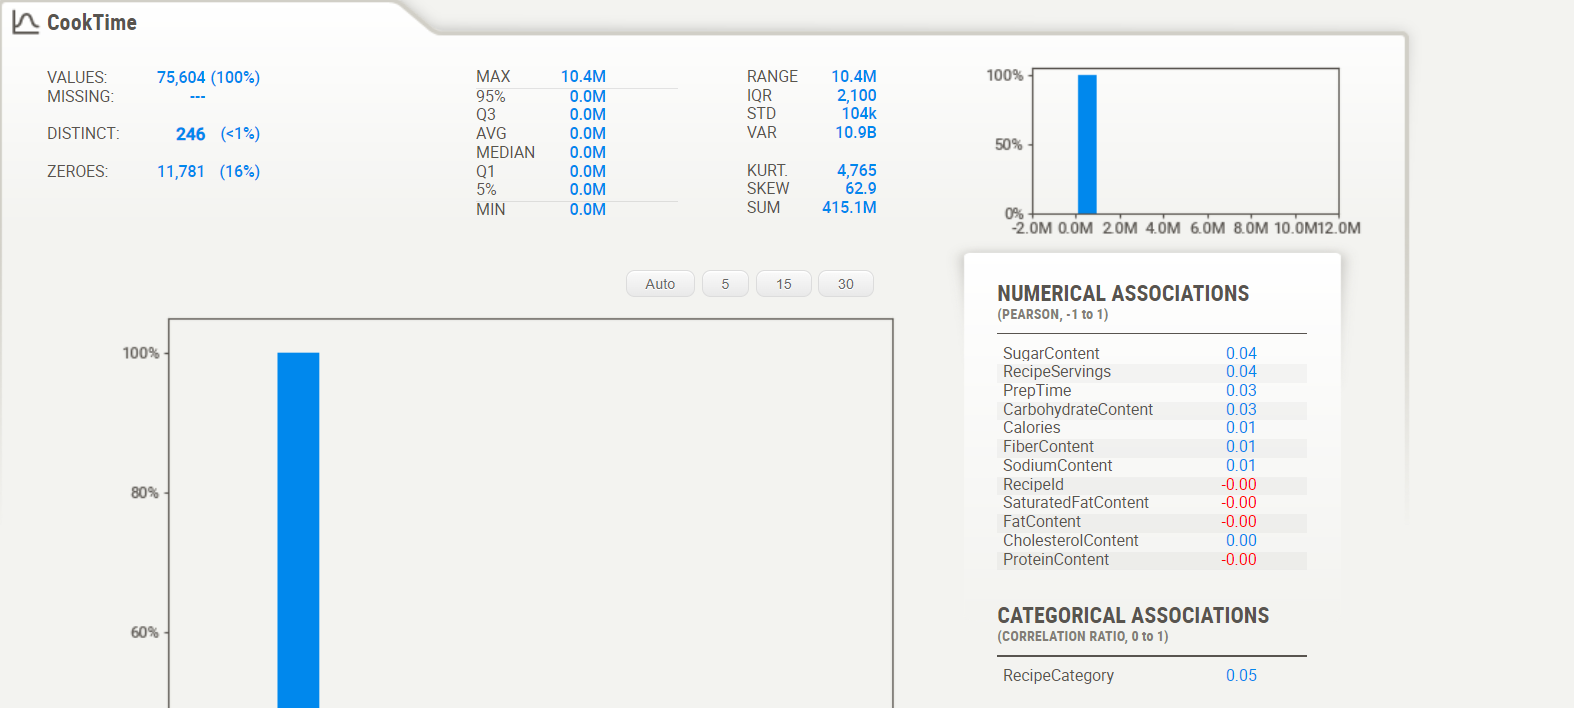 CookTime
VALUES: 75,604 (100%)
MISSING: ---
DISTINCT: 246 (<1%)
ZEROES: 11,781 (16%)
MAX 10.4M
95% 0.0M
Q3 0.0M
AVG 0.0M
MEDIAN 0.0M
Q1 0.0M
5% 0.0M
MIN 0.0M
RANGE 10.4M
IQR 2,100
STD 104k
VAR 10.9B
KURT. 4,765
SKEW 62.9
SUM 415.1M
100%
50%
0%
-2.0M 0.0M 2.0M 4.0M 6.0M 8.0M 10.0M 12.0M
Auto 5 15 30
100%
80%
60%
NUMERICAL ASSOCIATIONS
(PEARSON, -1 to 1)
SugarContent 0.04
RecipeServings 0.04
PrepTime 0.03
CarbohydrateContent 0.03
Calories 0.01
FiberContent 0.01
SodiumContent 0.01
RecipeId -0.00
SaturatedFatContent -0.00
FatContent -0.00
CholesterolContent 0.00
ProteinContent -0.00
CATEGORICAL ASSOCIATIONS
(CORRELATION RATIO, 0 to 1)
RecipeCategory 0.05